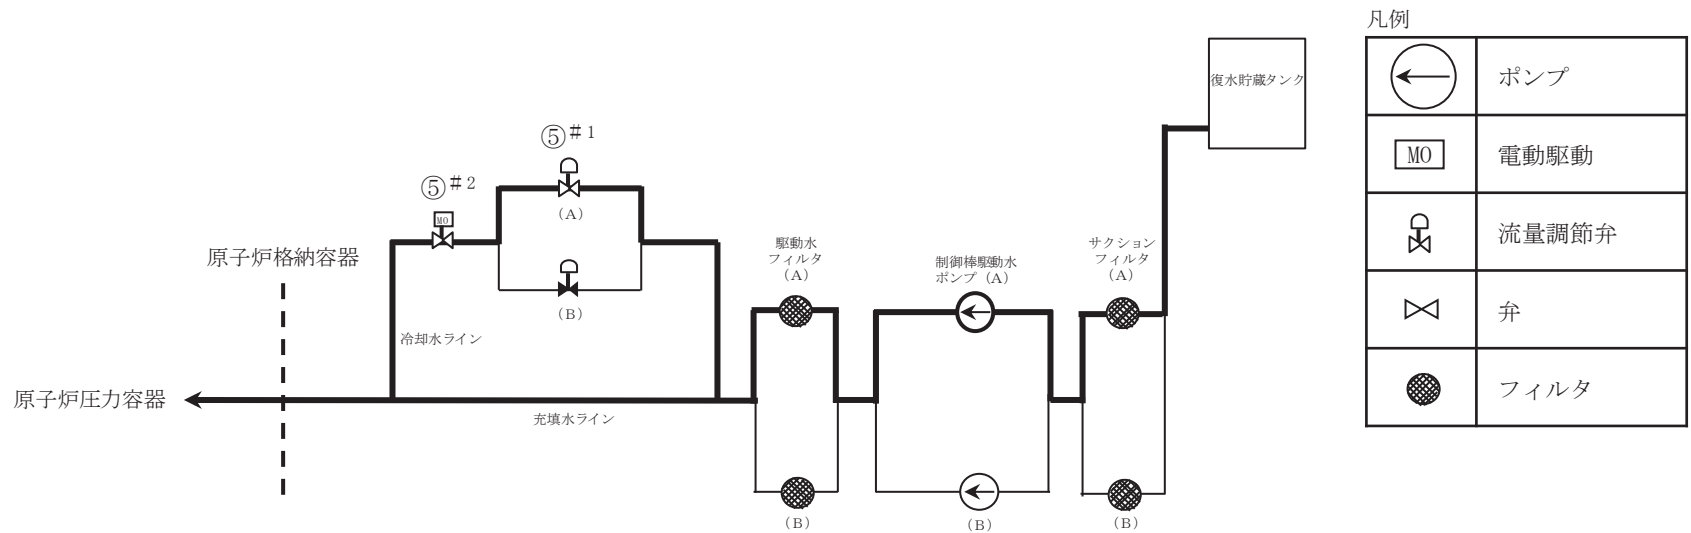 凡例
ポンプ
MO
電動駆動
流量調節弁
弁
フィルタ
復水貯蔵タンク
⑤#1
(A)
⑤#2
MO
(B)
原子炉格納容器
冷却水ライン
原子炉圧力容器
充填水ライン
駆動水
フィルタ
(A)
(B)
制御棒駆動水
ポンプ (A)
(B)
サクション
フィルタ
(A)
(B)